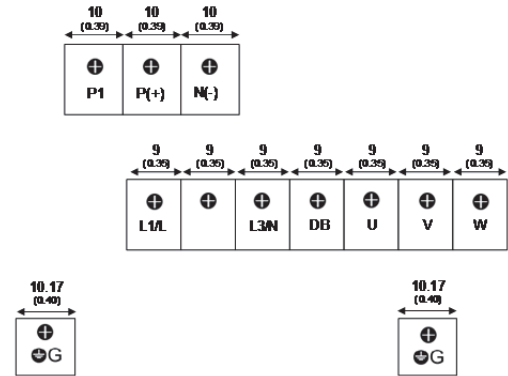 10 10 10
(0.39) (0.39) (0.39)
P1 P(+) N(-)
9 9 9 9 9 9 9
(0.35) (0.35) (0.35) (0.35) (0.35) (0.35) (0.35)
L1/L L3/N DB U V W
10.17 10.17
(0.40) (0.40)
G G